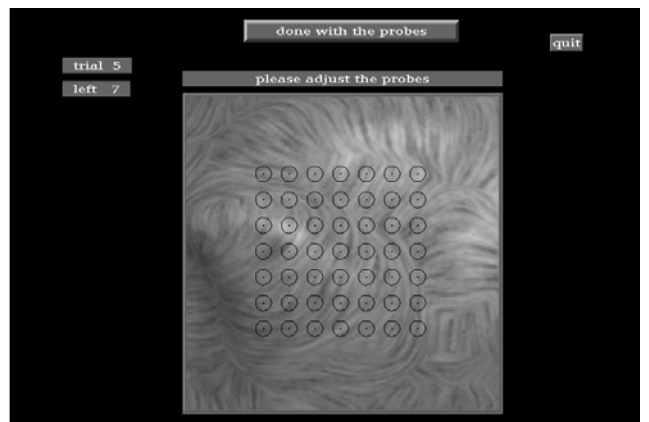 done with the probes
quit
trial 5
left 7
please adjust the probes